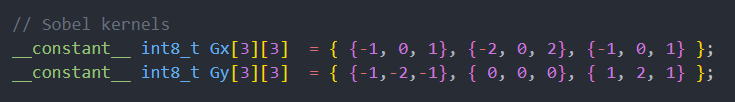 // Sobel kernels
__constant__ int8_t Gx[3][3]  = { {-1, 0, 1}, {-2, 0, 2}, {-1, 0, 1} };
__constant__ int8_t Gy[3][3]  = { {-1,-2,-1}, { 0, 0, 0}, { 1, 2, 1} };